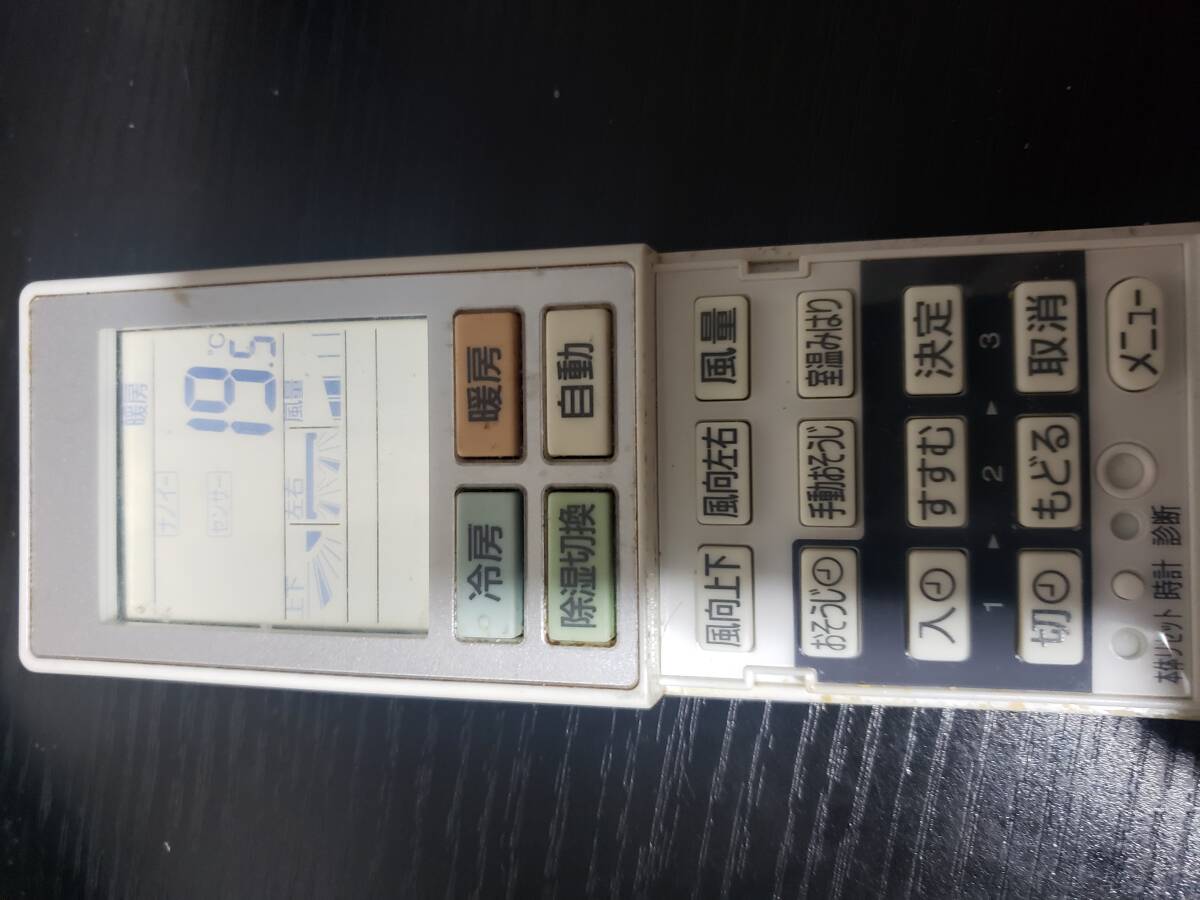 暖房
ナノイー
センサー
19.5℃
上下 左右 風量
冷房 暖房
除湿切換 自動
風向上下 風向左右 風量
おそうじ 手動おそうじ 室温みはり
入 すすむ 決定
1 ▶ 2 ▶ 3
切 もどる 取消
本体リセット 時計 診断 メニュー